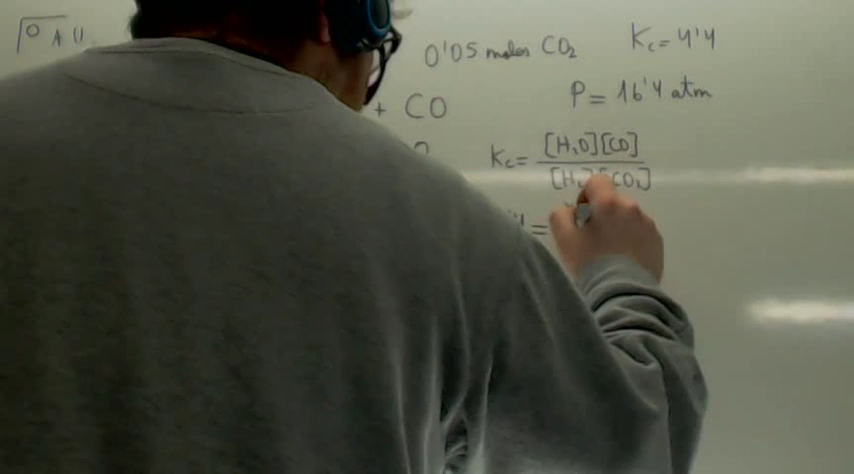 0'05 moles CO₂ Kc = 4'4
+ CO P = 16'4 atm
Kc = [H₂O][CO] / [H₂][CO₂]
=